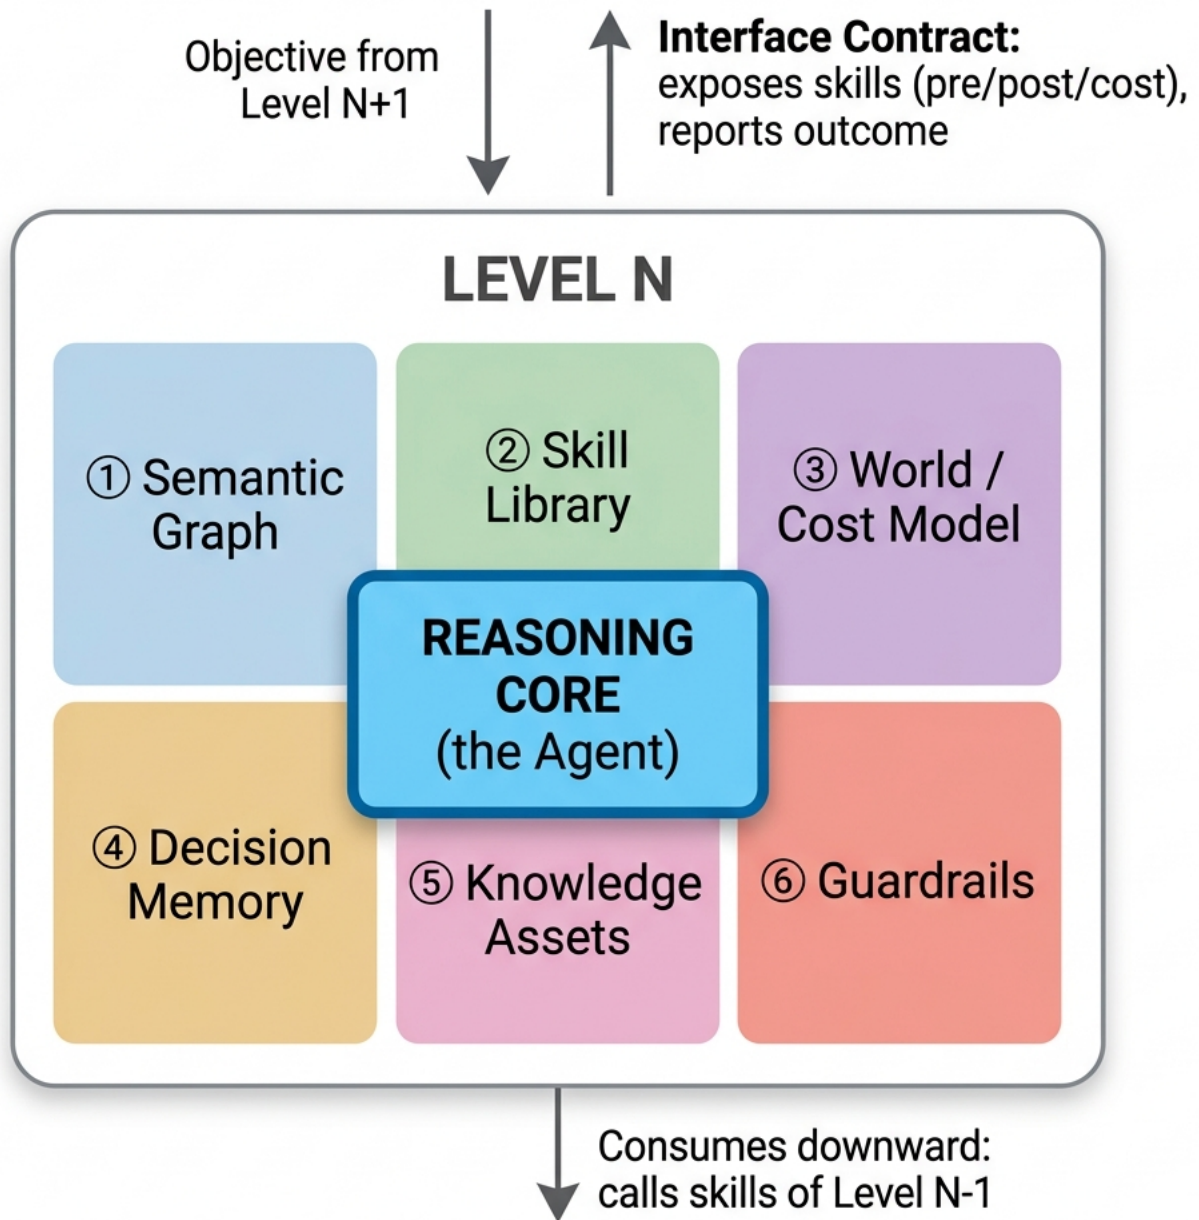 Objective from
Level N+1
Interface Contract:
exposes skills (pre/post/cost),
reports outcome
LEVEL N
① Semantic
Graph
② Skill
Library
③ World /
Cost Model
REASONING
CORE
(the Agent)
④ Decision
Memory
⑤ Knowledge
Assets
⑥ Guardrails
Consumes downward:
calls skills of Level N-1